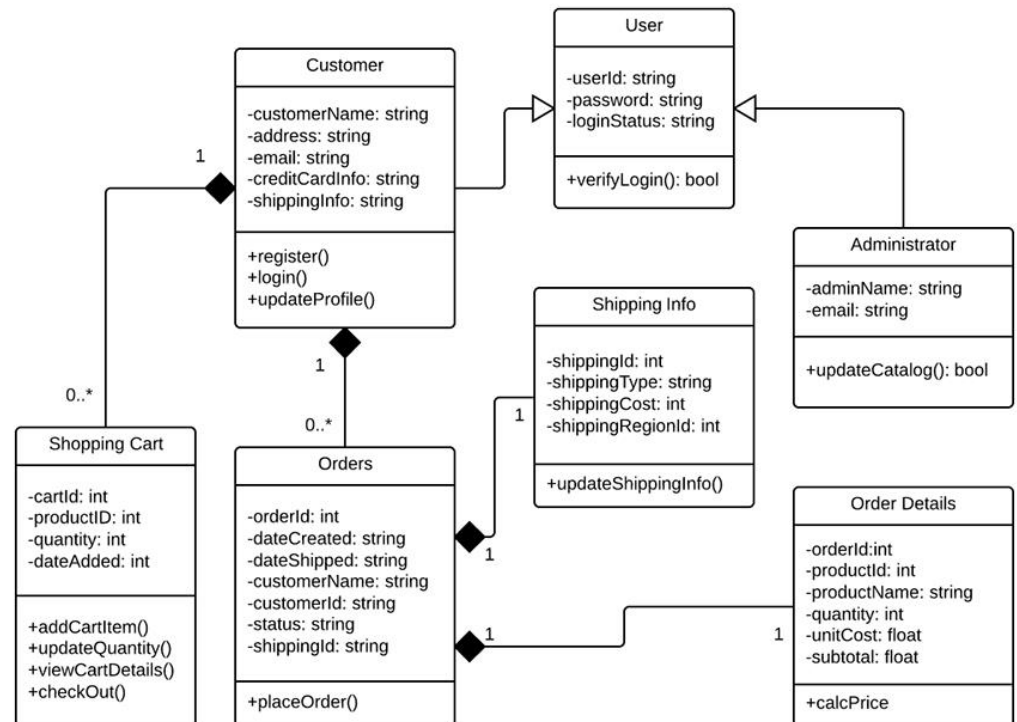 User
-userId: string
-password: string
-loginStatus: string
+verifyLogin(): bool
Customer
-customerName: string
-address: string
-email: string
-creditCardInfo: string
-shippingInfo: string
+register()
+login()
+updateProfile()
1
1
0..*
0..*
Administrator
-adminName: string
-email: string
+updateCatalog(): bool
Shipping Info
-shippingId: int
-shippingType: string
-shippingCost: int
-shippingRegionId: int
+updateShippingInfo()
1
1
Shopping Cart
-cartId: int
-productID: int
-quantity: int
-dateAdded: int
+addCartItem()
+updateQuantity()
+viewCartDetails()
+checkOut()
Orders
-orderId: int
-dateCreated: string
-dateShipped: string
-customerName: string
-customerId: string
-status: string
-shippingId: string
+placeOrder()
1
1
Order Details
-orderId:int
-productId: int
-productName: string
-quantity: int
-unitCost: float
-subtotal: float
+calcPrice